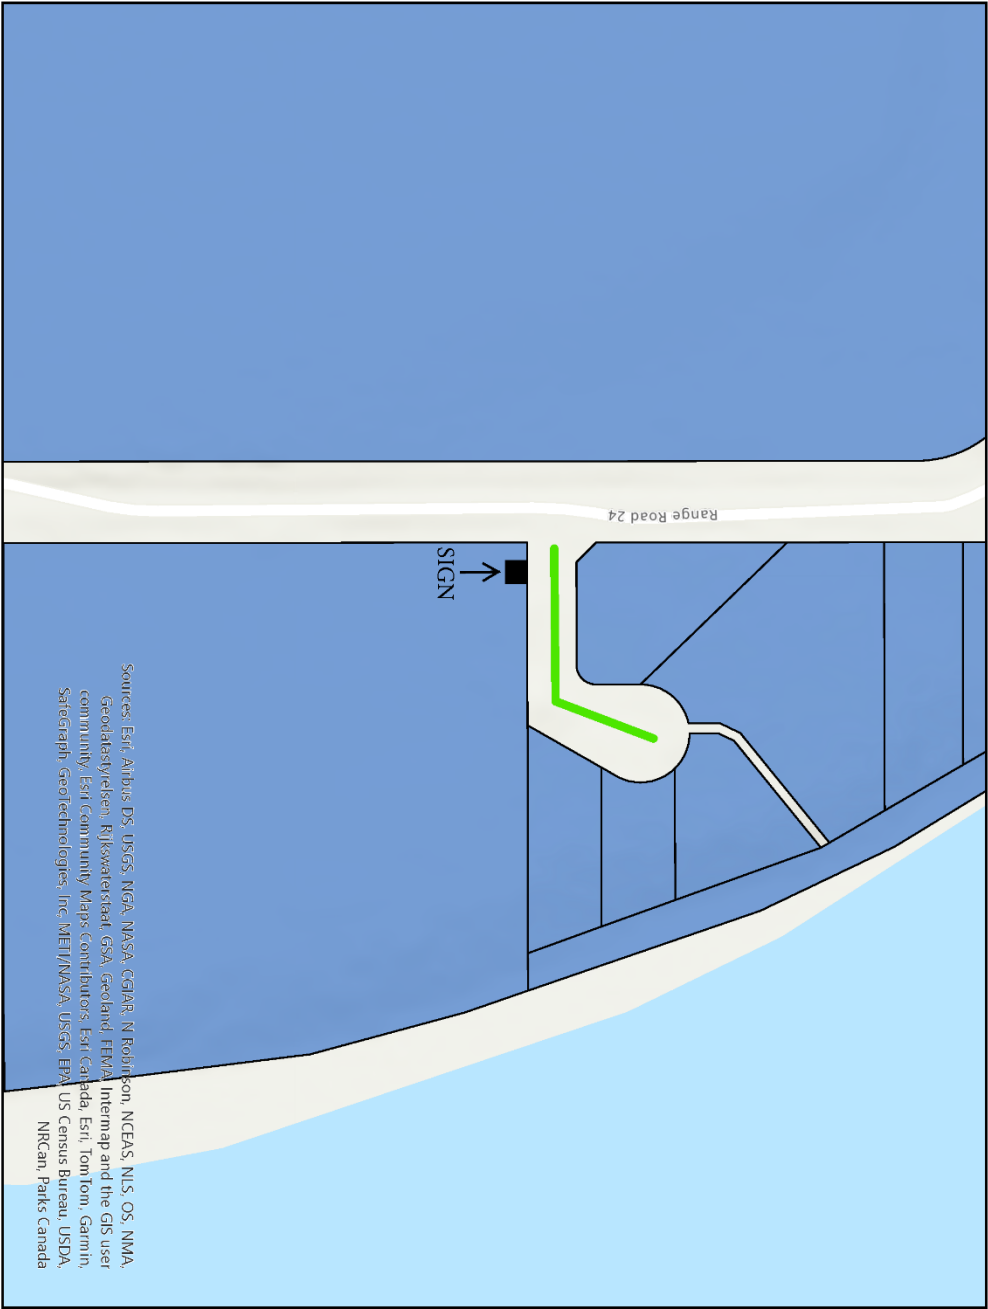 Range Road 24
SIGN
Sources: Esri, Airbus DS, USGS, NGA, NASA, CGIAR, N Robinson, NCEAS, NLS, OS, NMA,
Geodatastyrelsen, Rijkswaterstaat, GSA, Geoland, FEMA, Intermap and the GIS user
community, Esri Community Maps Contributors, Esri Canada, Esri, TomTom, Garmin,
SafeGraph, GeoTechnologies, Inc, METI/NASA, USGS, EPA, US Census Bureau, USDA,
NRCan, Parks Canada